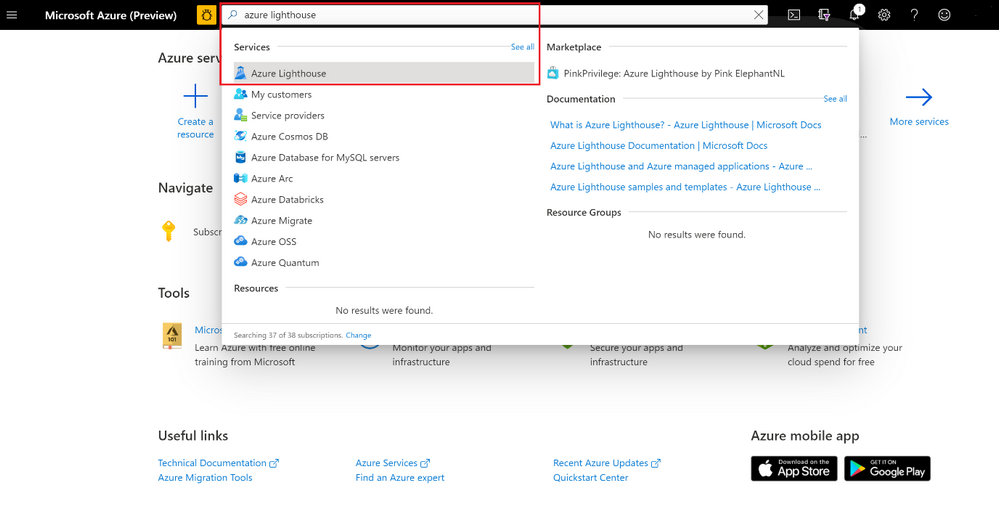 Microsoft Azure (Preview)
azure lighthouse
1
Azure serv
Services
See all
Azure Lighthouse
My customers
Service providers
Azure Cosmos DB
Azure Database for MySQL servers
Azure Arc
Azure Databricks
Azure Migrate
Azure OSS
Azure Quantum
Resources
No results were found.
Searching 37 of 38 subscriptions. Change
Marketplace
PinkPrivilege: Azure Lighthouse by Pink ElephantNL
Documentation
See all
What is Azure Lighthouse? - Azure Lighthouse | Microsoft Docs
Azure Lighthouse Documentation | Microsoft Docs
Azure Lighthouse and Azure managed applications - Azure ...
Azure Lighthouse samples and templates - Azure Lighthouse ...
Resource Groups
No results were found.
Create a
resource
...
More services
Navigate
Subscr
Tools
101
Micros
Learn Azure with free online
training from Microsoft
Monitor your apps and
infrastructure
Secure your apps and
infrastructure
nt
Analyze and optimize your
cloud spend for free
Useful links
Technical Documentation
Azure Services
Recent Azure Updates
Azure Migration Tools
Find an Azure expert
Quickstart Center
Azure mobile app
Download on the
App Store
GET IT ON
Google Play